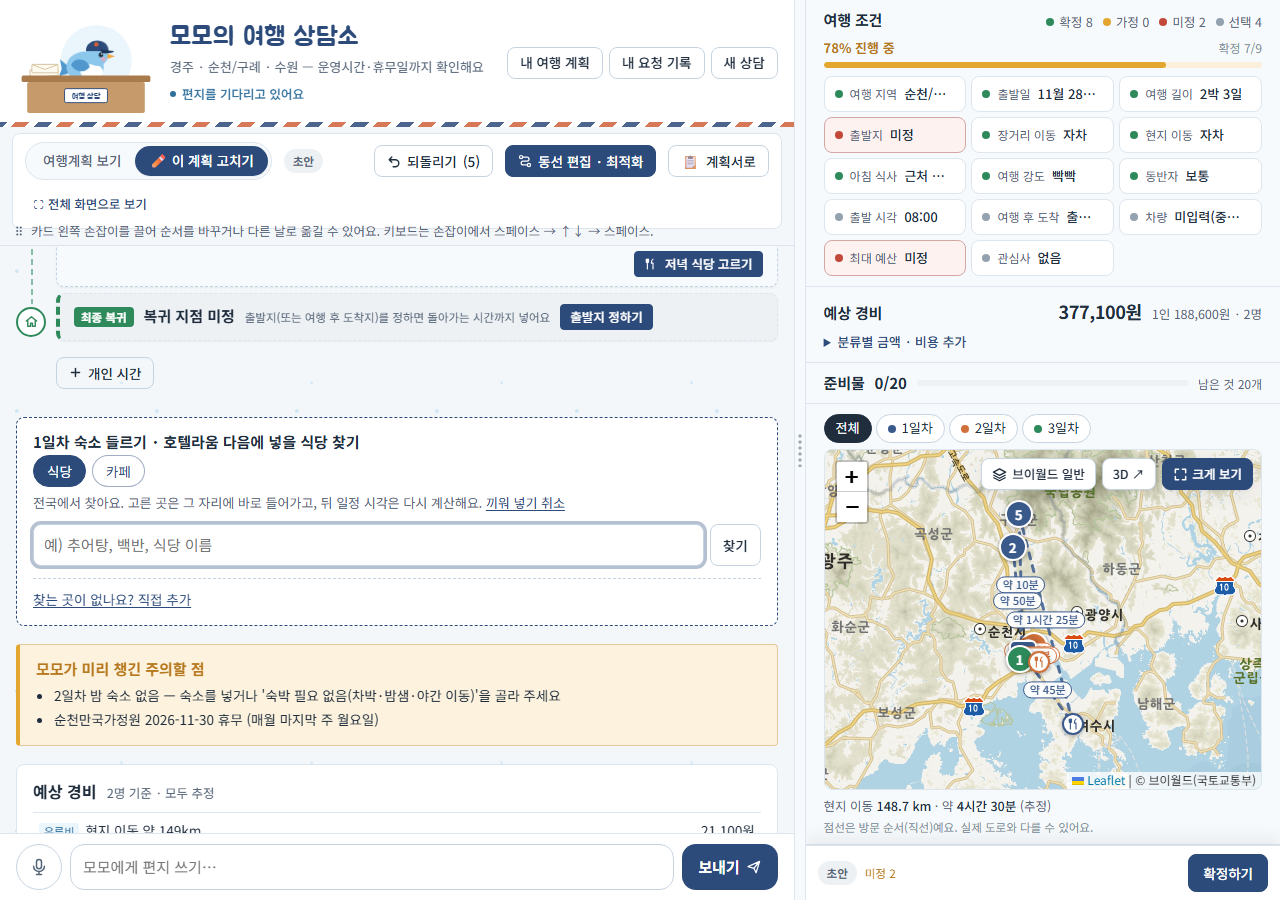 모모의 여행 상담소
경주 · 순천/구례 · 수원 — 운영시간·휴무일까지 확인해요
편지를 기다리고 있어요
여행 상담
내 여행 계획
내 요청 기록
새 상담
여행계획 보기
이 계획 고치기
초안
되돌리기 (5)
동선 편집 · 최적화
계획서로
전체 화면으로 보기
카드 왼쪽 손잡이를 끌어 순서를 바꾸거나 다른 날로 옮길 수 있어요. 키보드는 손잡이에서 스페이스 → ↑↓ → 스페이스.
저녁 식당 고르기
최종 복귀 복귀 지점 미정 출발지(또는 여행 후 도착지)를 정하면 돌아가는 시간까지 넣어요 출발지 정하기
+ 개인 시간
1일차 숙소 들르기 · 호텔라움 다음에 넣을 식당 찾기
식당 카페
전국에서 찾아요. 고른 곳은 그 자리에 바로 들어가고, 뒤 일정 시각은 다시 계산해요. 끼워 넣기 취소
예) 추어탕, 백반, 식당 이름
찾기
찾는 곳이 없나요? 직접 추가
모모가 미리 챙긴 주의할 점
2일차 밤 숙소 없음 — 숙소를 넣거나 '숙박 필요 없음(차박·밤샘·야간 이동)'을 골라 주세요
순천만국가정원 2026-11-30 휴무 (매월 마지막 주 월요일)
예상 경비 2명 기준 · 모두 추정
유류비 현지 이동 약 149km 21,100원
모모에게 편지 쓰기…
보내기
여행 조건
확정 8 가정 0 미정 2 선택 4
78% 진행 중
확정 7/9
여행 지역 순천/…
출발일 11월 28…
여행 길이 2박 3일
출발지 미정
장거리 이동 자차
현지 이동 자차
아침 식사 근처 …
여행 강도 빡빡
동반자 보통
출발 시각 08:00
여행 후 도착 출…
차량 미입력(중…
최대 예산 미정
관심사 없음
예상 경비
377,100원 1인 188,600원 · 2명
분류별 금액 · 비용 추가
준비물 0/20
남은 것 20개
전체 1일차 2일차 3일차
+
−
브이월드 일반
3D ↗
크게 보기
5
곡성군
2
광주
하동군
10
약 10분
약 50분
약 1시간 25분
광양시
화순군
순천시
10
1
약 45분
10
보성군
남해군
여수시
Leaflet | © 브이월드(국토교통부)
현지 이동 148.7 km · 약 4시간 30분 (추정)
점선은 방문 순서(직선)예요. 실제 도로와 다를 수 있어요.
초안 미정 2
확정하기